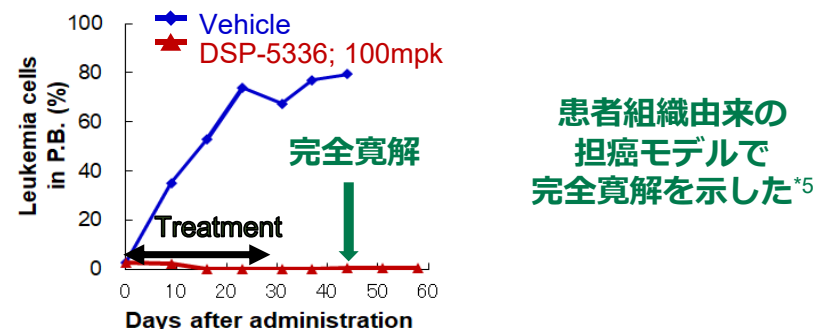 Vehicle
DSP-5336; 100mpk
Leukemia cells
in P.B. (%)
100
80
60
40
20
0
Treatment
完全寛解
0 10 20 30 40 50 60
Days after administration
患者組織由来の
担癌モデルで
完全寛解を示した*5